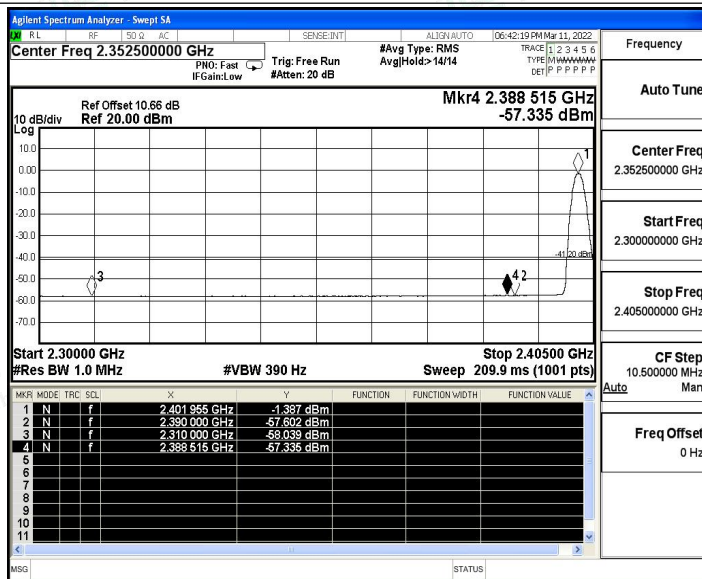 Agilent Spectrum Analyzer - Swept SA
RL RF 50 Ω AC SENSE:INT ALIGNAUTO 06:42:19 PM Mar 11, 2022
Center Freq 2.352500000 GHz
PNO: Fast
IFGain:Low
Trig: Free Run
#Atten: 20 dB
#Avg Type: RMS
Avg|Hold:>14/14
TRACE 1 2 3 4 5 6
TYPE M
DET P P P P P P
Ref Offset 10.66 dB
Ref 20.00 dBm
10 dB/div
Log
Mkr4 2.388 515 GHz
-57.335 dBm
10.0
0.00
-10.0
-20.0
-30.0
-40.0
-50.0
-60.0
-70.0
1
-41.20 dBm
3
4 2
Start 2.30000 GHz
Stop 2.40500 GHz
#Res BW 1.0 MHz
#VBW 390 Hz
Sweep 209.9 ms (1001 pts)
MKR MODE TRC SCL X Y FUNCTION FUNCTION WIDTH FUNCTION VALUE
1 N f 2.401 955 GHz -1.387 dBm
2 N f 2.390 000 GHz -57.602 dBm
3 N f 2.310 000 GHz -58.039 dBm
4 N f 2.388 515 GHz -57.335 dBm
5
6
7
8
9
10
11
MSG
STATUS
Frequency
Auto Tune
Center Freq
2.352500000 GHz
Start Freq
2.300000000 GHz
Stop Freq
2.405000000 GHz
CF Step
10.500000 MHz
Auto Man
Freq Offset
0 Hz